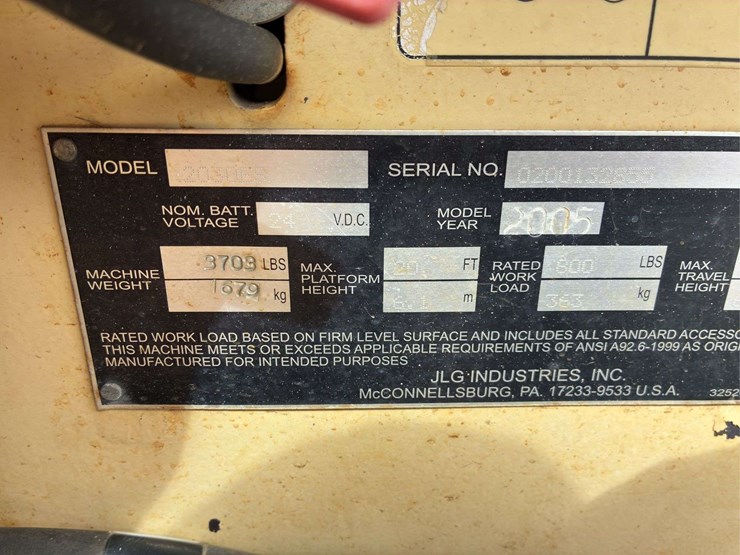 MODEL
SERIAL NO.
NOM. BATT. VOLTAGE 24 V.D.C.
MODEL YEAR 2005
MACHINE WEIGHT 3703 LBS 1679 kg
MAX. PLATFORM HEIGHT 20 FT m
RATED WORK LOAD 800 LBS 363 kg
MAX. TRAVEL HEIGHT
RATED WORK LOAD BASED ON FIRM LEVEL SURFACE AND INCLUDES ALL STANDARD ACCESSO
THIS MACHINE MEETS OR EXCEEDS APPLICABLE REQUIREMENTS OF ANSI A92.6-1999 AS ORIGI
MANUFACTURED FOR INTENDED PURPOSES
JLG INDUSTRIES, INC.
McCONNELLSBURG, PA. 17233-9533 U.S.A.
3252